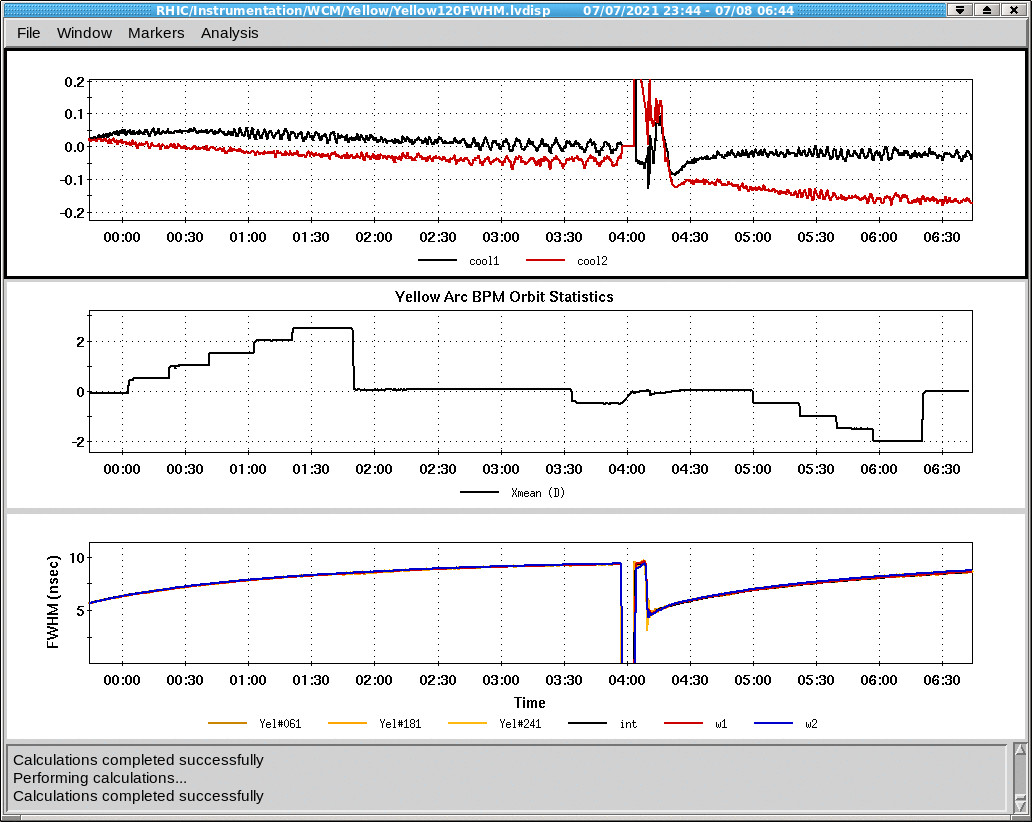 RHIC/Instrumentation/WCM/Yellow/Yellow120FWHM.lvdisp 07/07/2021 23:44 - 07/08 06:44
File Window Markers Analysis
0.2
0.1
0.0
-0.1
-0.2
00:00 00:30 01:00 01:30 02:00 02:30 03:00 03:30 04:00 04:30 05:00 05:30 06:00 06:30
cool1 cool2
Yellow Arc BPM Orbit Statistics
2
0
-2
00:00 00:30 01:00 01:30 02:00 02:30 03:00 03:30 04:00 04:30 05:00 05:30 06:00 06:30
Xmean (D)
FWHM (nsec)
10
5
00:00 00:30 01:00 01:30 02:00 02:30 03:00 03:30 04:00 04:30 05:00 05:30 06:00 06:30
Time
Yel#061 Yel#181 Yel#241 int w1 w2
Calculations completed successfully
Performing calculations...
Calculations completed successfully